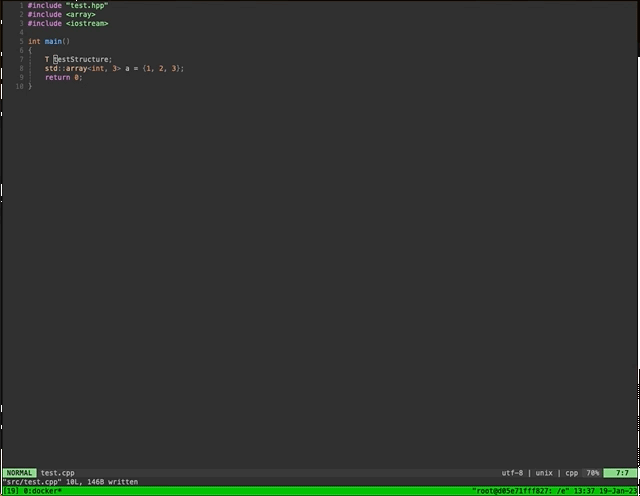 1 #include "test.hpp"
2 #include <array>
3 #include <iostream>
4
5 int main()
6 {
7 T testStructure;
8 std::array<int, 3> a = {1, 2, 3};
9 return 0;
10 }
NORMAL test.cpp utf-8 | unix | cpp 70% 7:7
"src/test.cpp" 10L, 146B written
[19] 0:docker* "root@d05e71fff827: /e" 13:37 19-Jan-23